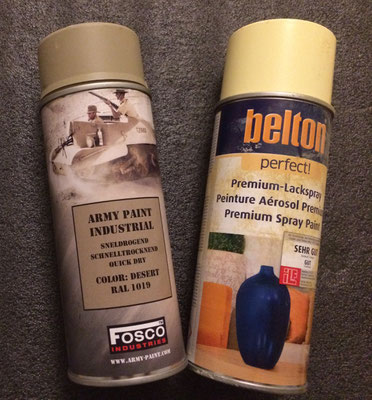 ARMY PAINT
INDUSTRIAL
SNELDROGEND
SCHNELLTROCKNEND
QUICK DRY
COLOR: DESERT
RAL 1019
FOSCO
INDUSTRIES
WWW.ARMY-PAINT.COM
belton
perfect!
Premium-Lackspray
Peinture Aérosol Premi
Premium Spray Paint
SEHR GUT